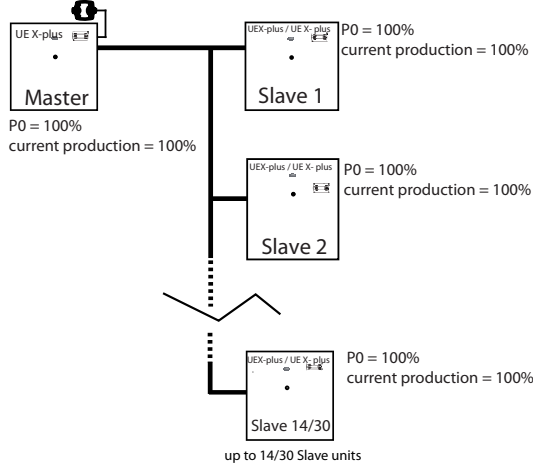 UE X-plus
Master
P0 = 100%
current production = 100%
UEX-plus / UE X- plus
Slave 1
P0 = 100%
current production = 100%
UEX-plus / UE X- plus
Slave 2
P0 = 100%
current production = 100%
UEX-plus / UE X- plus
Slave 14/30
P0 = 100%
current production = 100%
up to 14/30 Slave units